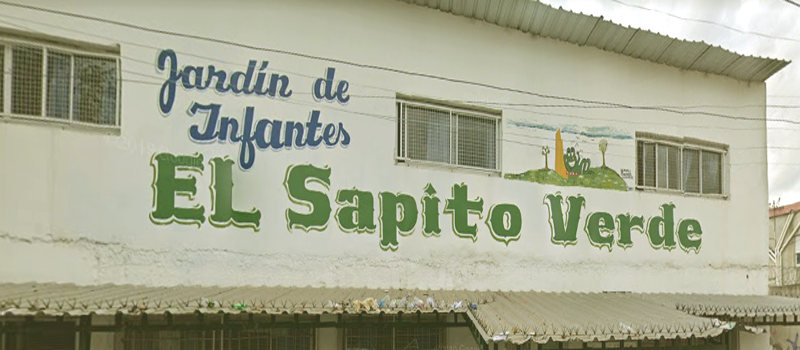 Jardín de
Infantes
EL Sapito Verde